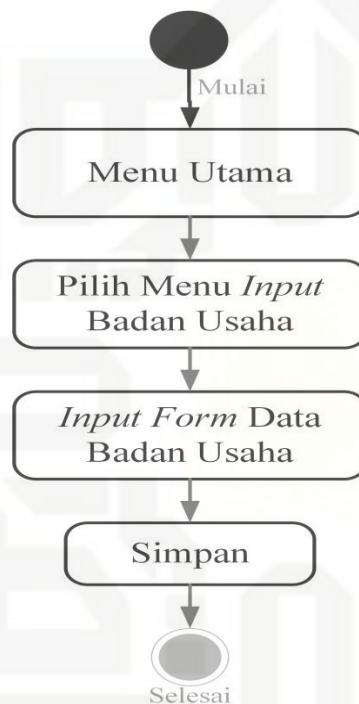 Mulai
Menu Utama
Pilih Menu Input
Badan Usaha
Input Form Data
Badan Usaha
Simpan
Selesai